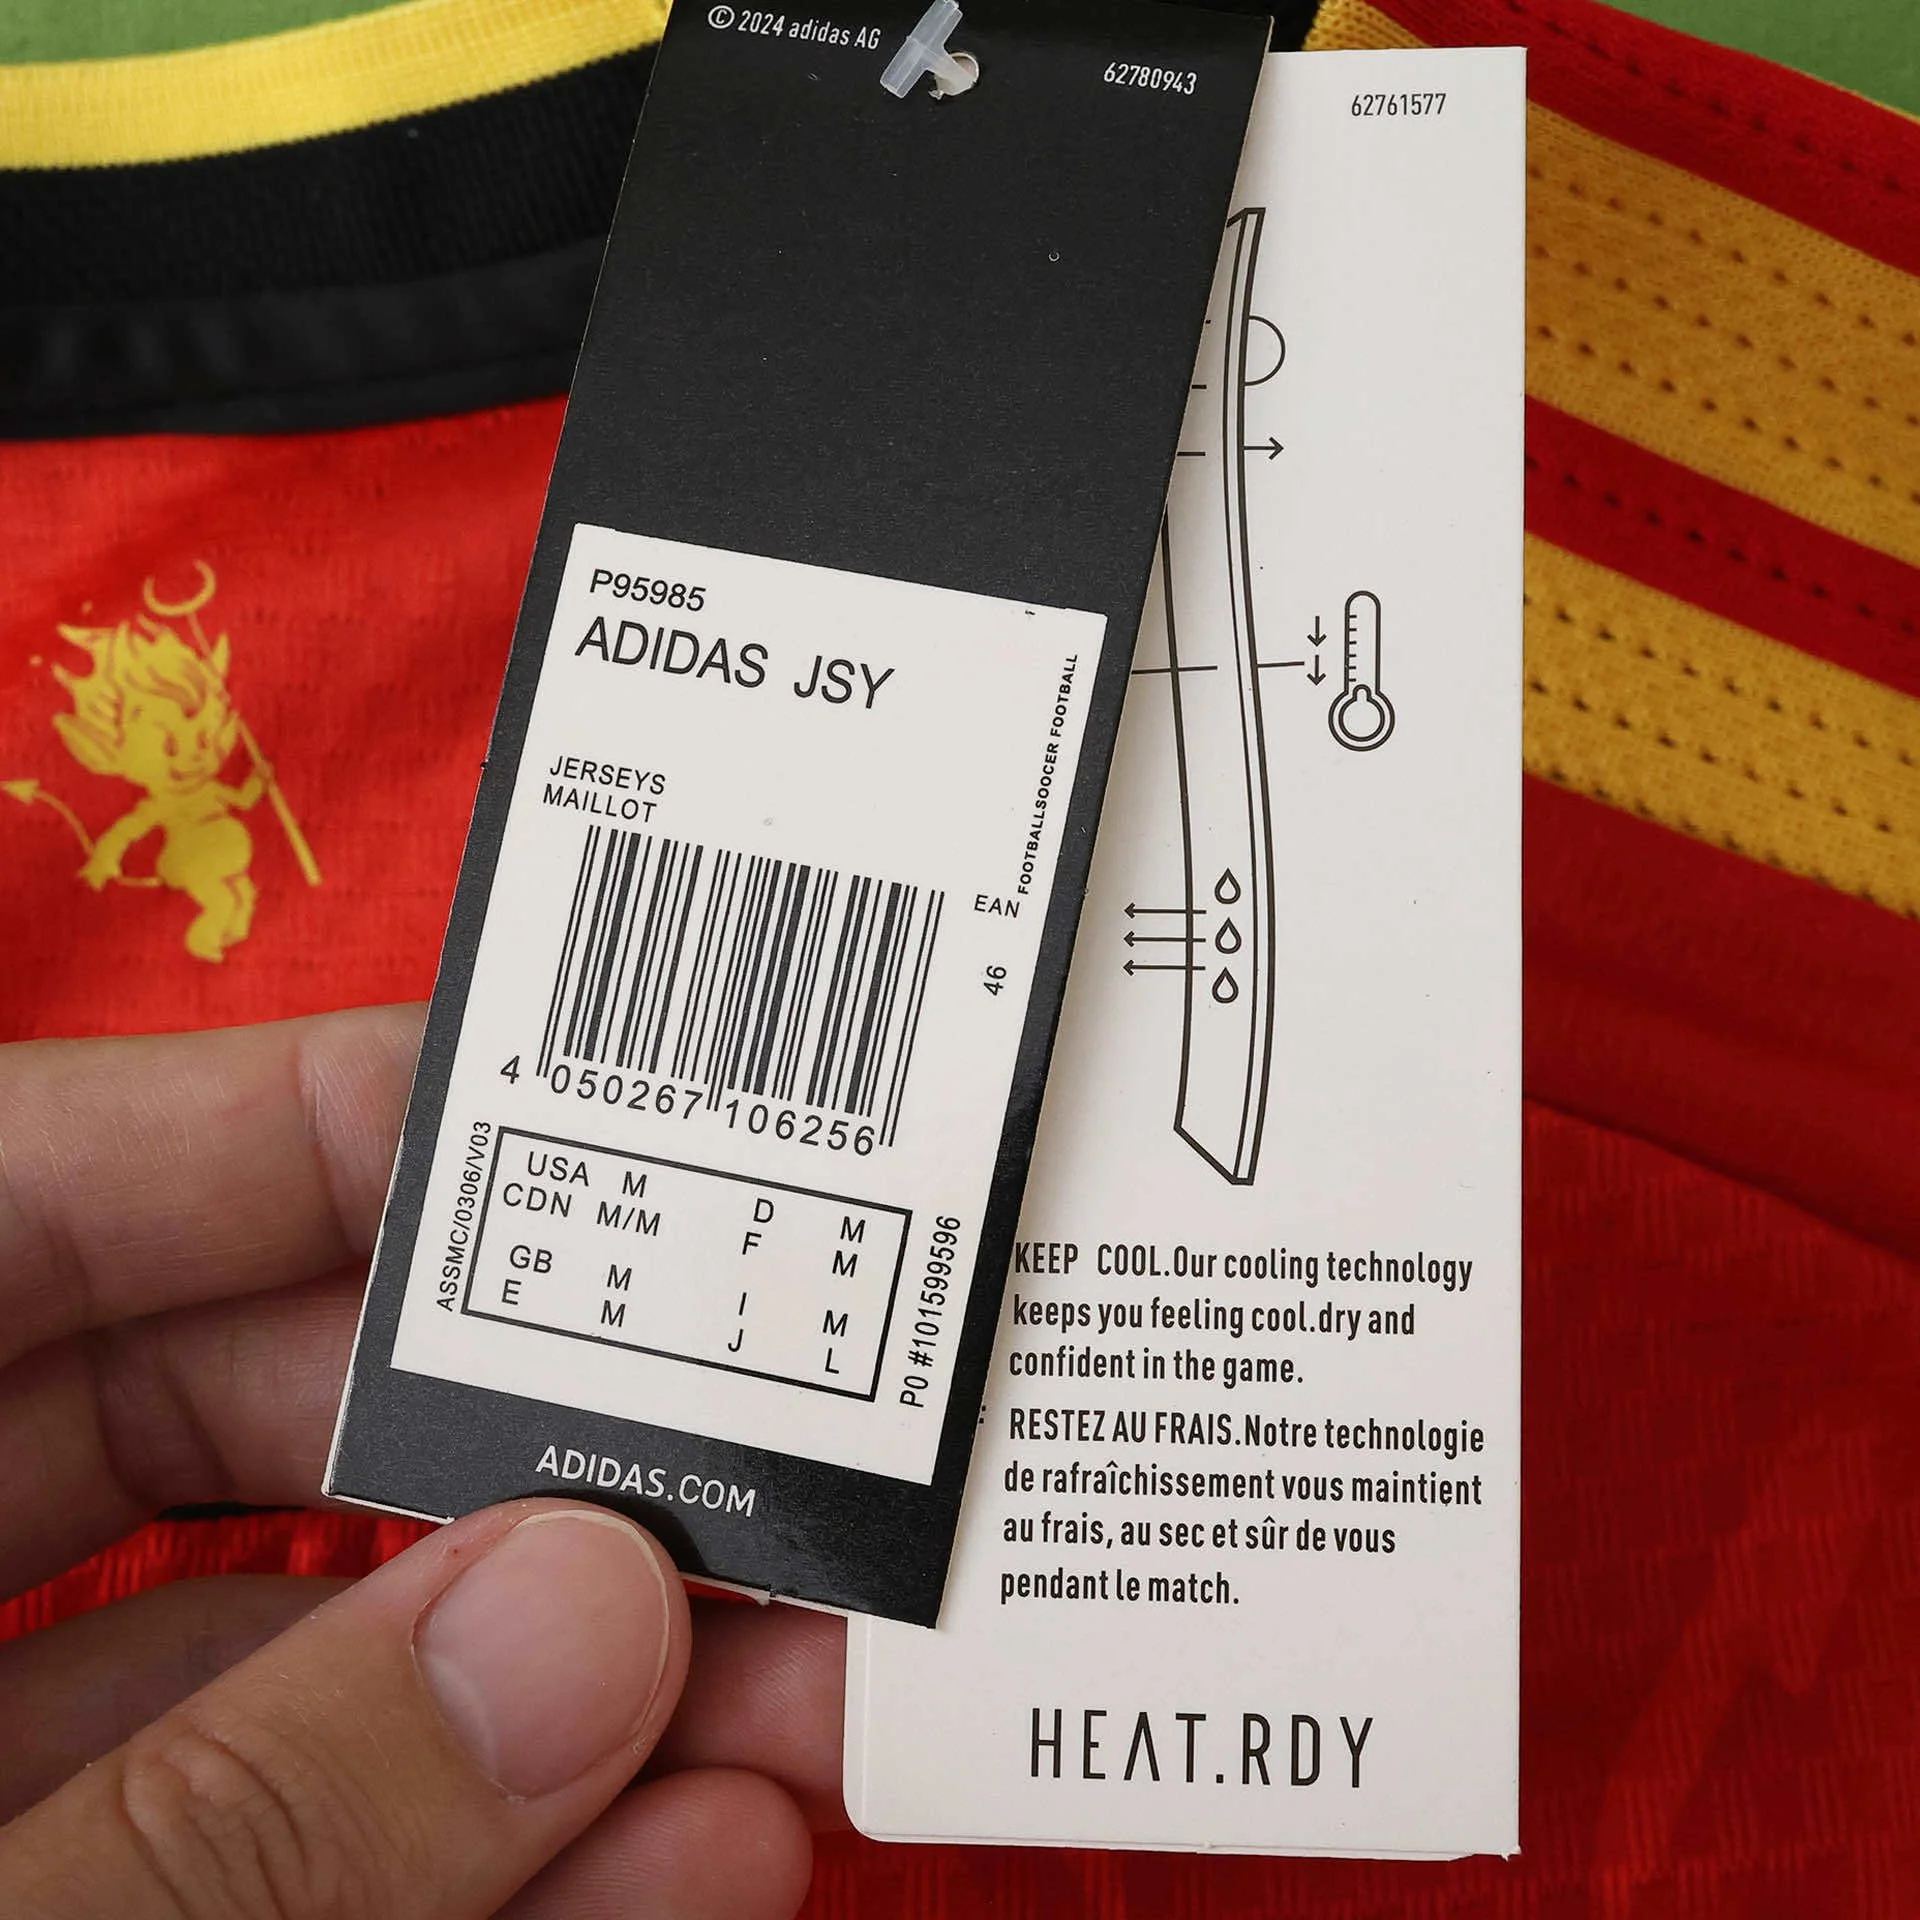 © 2024 adidas AG
62780943
62761577
P95985
ADIDAS JSY
JERSEYS
MAILLOT
FOOTBALLSOOCER FOOTBALL
EAN
46
4 050267 106256
ASSMC/0306/V03
USA M D M
CDN M/M F M
GB M I M
E M J L
PO #101599596
ADIDAS.COM
KEEP COOL.Our cooling technology
keeps you feeling cool.dry and
confident in the game.
RESTEZ AU FRAIS.Notre technologie
de rafraîchissement vous maintient
au frais, au sec et sûr de vous
pendant le match.
HEAT.RDY